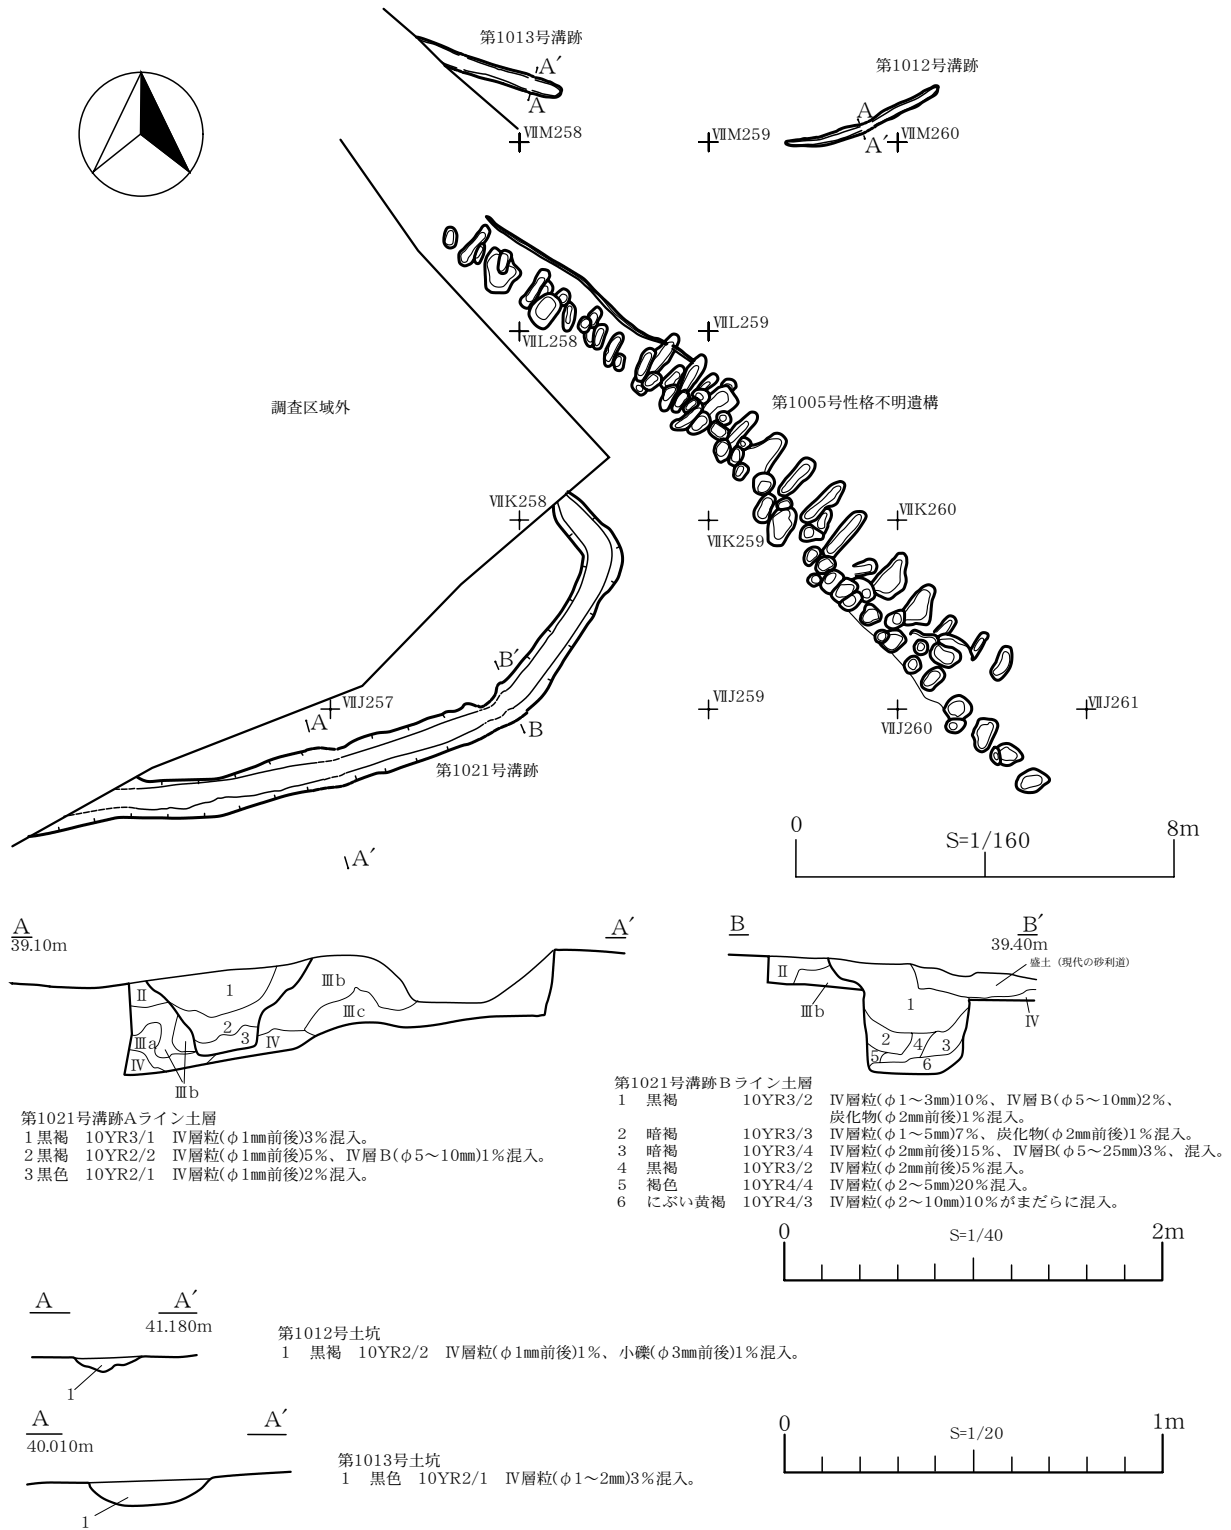 第1013号溝跡
A′
A
第1012号溝跡
A
A′
ⅦM258
ⅦM259
ⅦM260
ⅦL258
ⅦL259
調査区域外
第1005号性格不明遺構
ⅦK258
ⅦK259
ⅦK260
B′
ⅦJ257
A
B
ⅦJ259
ⅦJ260
ⅦJ261
第1021号溝跡
A′
0 S=1/160 8m
A
39.10m
A′
Ⅱ
1
Ⅲb
2
3
Ⅲc
Ⅲa
Ⅳ
Ⅳ
Ⅲb
B
B′
39.40m
盛土（現代の砂利道）
Ⅱ
Ⅲb
1
Ⅳ
2
4
3
5
6
第1021号溝跡Aライン土層
1 黒褐 10YR3/1 Ⅳ層粒(φ1㎜前後)3%混入。
2 黒褐 10YR2/2 Ⅳ層粒(φ1㎜前後)5%、Ⅳ層B(φ5～10㎜)1%混入。
3 黒色 10YR2/1 Ⅳ層粒(φ1㎜前後)2%混入。
第1021号溝跡Bライン土層
1 黒褐 10YR3/2 Ⅳ層粒(φ1～3㎜)10%、Ⅳ層B(φ5～10㎜)2%、
炭化物(φ2㎜前後)1%混入。
2 暗褐 10YR3/3 Ⅳ層粒(φ1～5㎜)7%、炭化物(φ2㎜前後)1%混入。
3 暗褐 10YR3/4 Ⅳ層粒(φ2㎜前後)15%、Ⅳ層B(φ5～25㎜)3%、混入。
4 黒褐 10YR3/2 Ⅳ層粒(φ2㎜前後)5%混入。
5 褐色 10YR4/4 Ⅳ層粒(φ2～5㎜)20%混入。
6 にぶい黄褐 10YR4/3 Ⅳ層粒(φ2～10㎜)10%がまだらに混入。
0 S=1/40 2m
A A′
41.180m
1
第1012号土坑
1 黒褐 10YR2/2 Ⅳ層粒(φ1㎜前後)1%、小礫(φ3㎜前後)1%混入。
A A′
40.010m
1
第1013号土坑
1 黒色 10YR2/1 Ⅳ層粒(φ1～2㎜)3%混入。
0 S=1/20 1m